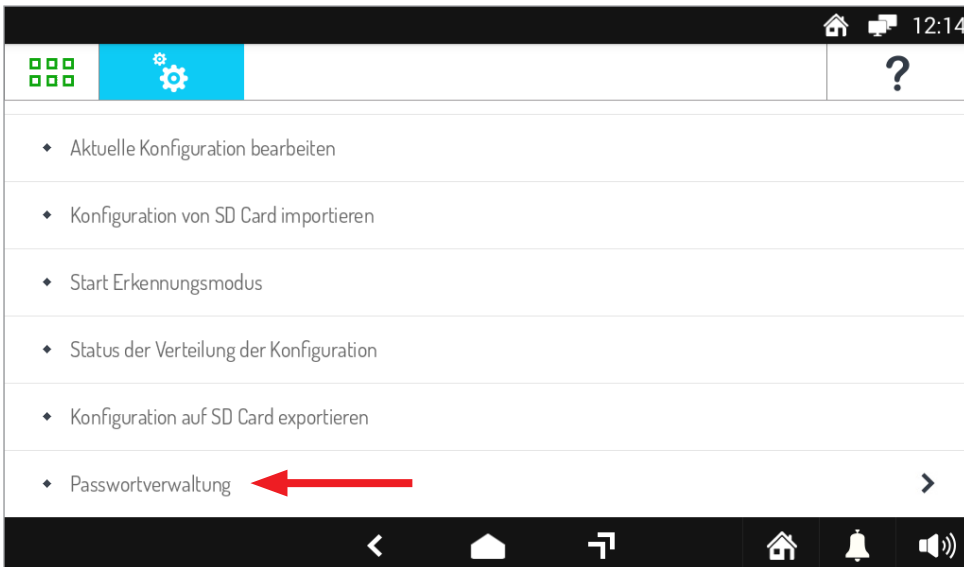 12:14
?
Aktuelle Konfiguration bearbeiten
Konfiguration von SD Card importieren
Start Erkennungsmodus
Status der Verteilung der Konfiguration
Konfiguration auf SD Card exportieren
Passwortverwaltung